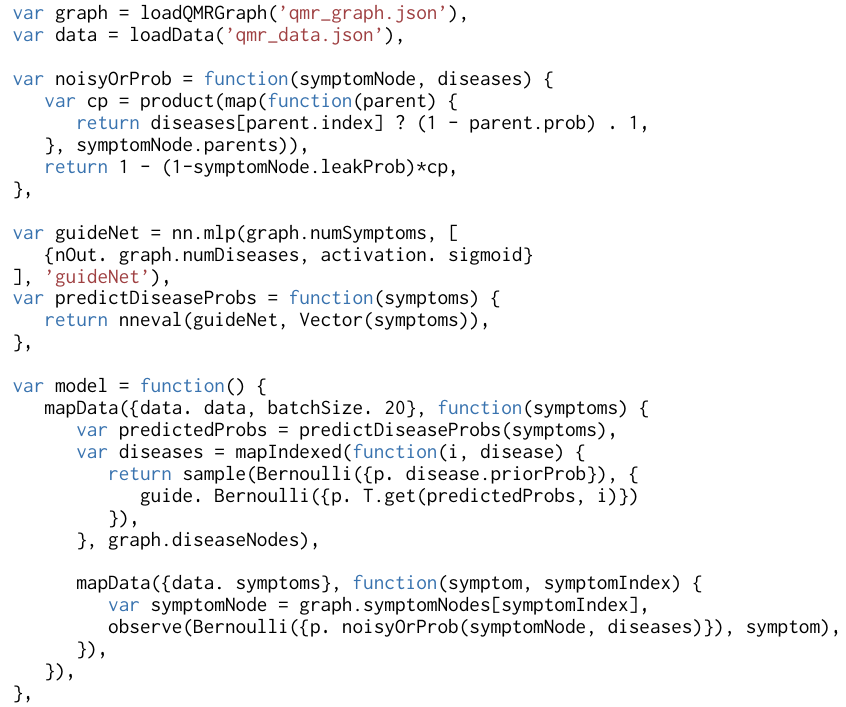 var graph = loadQMRGraph('qmr_graph.json'),
var data = loadData('qmr_data.json'),

var noisyOrProb = function(symptomNode, diseases) {
   var cp = product(map(function(parent) {
      return diseases[parent.index] ? (1 - parent.prob) . 1,
   }, symptomNode.parents)),
   return 1 - (1-symptomNode.leakProb)*cp,
},

var guideNet = nn.mlp(graph.numSymptoms, [
   {nOut. graph.numDiseases, activation. sigmoid}
], 'guideNet'),
var predictDiseaseProbs = function(symptoms) {
   return nneval(guideNet, Vector(symptoms)),
},

var model = function() {
   mapData({data. data, batchSize. 20}, function(symptoms) {
      var predictedProbs = predictDiseaseProbs(symptoms),
      var diseases = mapIndexed(function(i, disease) {
         return sample(Bernoulli({p. disease.priorProb}), {
            guide. Bernoulli({p. T.get(predictedProbs, i)})
         }),
      }, graph.diseaseNodes),

      mapData({data. symptoms}, function(symptom, symptomIndex) {
         var symptomNode = graph.symptomNodes[symptomIndex],
         observe(Bernoulli({p. noisyOrProb(symptomNode, diseases)}), symptom),
      }),
   }),
},